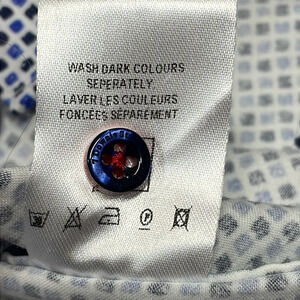 WASH DARK COLOURS
SEPERATELY.
LAVER LES COULEURS
FONCÉES SÉPARÉMENT